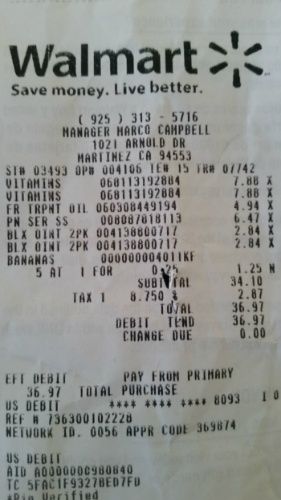 Walmart
Save money. Live better.
( 925 ) 313 - 5716
MANAGER MARCO CAMPBELL
1021 ARNOLD DR
MARTINEZ CA 94553
ST# 03493 OP# 004106 TE# 15 TR# 07742
VITAMINS 068113192884 7.88 X
VITAMINS 068113192884 7.88 X
FR TRPNT OIL 060308449194 4.94 X
PN SER SS 008087818113 6.47 X
BLX OINT 2PK 004138800717 2.84 X
BLX OINT 2PK 004138800717 2.84 X
BANANAS 000000004011KF
5 AT 1 FOR 0.25 1.25 N
SUBTOTAL 34.10
TAX 1 8.750 % 2.87
TOTAL 36.97
DEBIT TEND 36.97
CHANGE DUE 0.00
EFT DEBIT PAY FROM PRIMARY
36.97 TOTAL PURCHASE
US DEBIT **** **** **** 8093 I 0
REF # 736300102228
NETWORK ID. 0056 APPR CODE 369874
US DEBIT
AID A0000000980840
TC 5FAC1F9327BED7FD
*Pin Verified